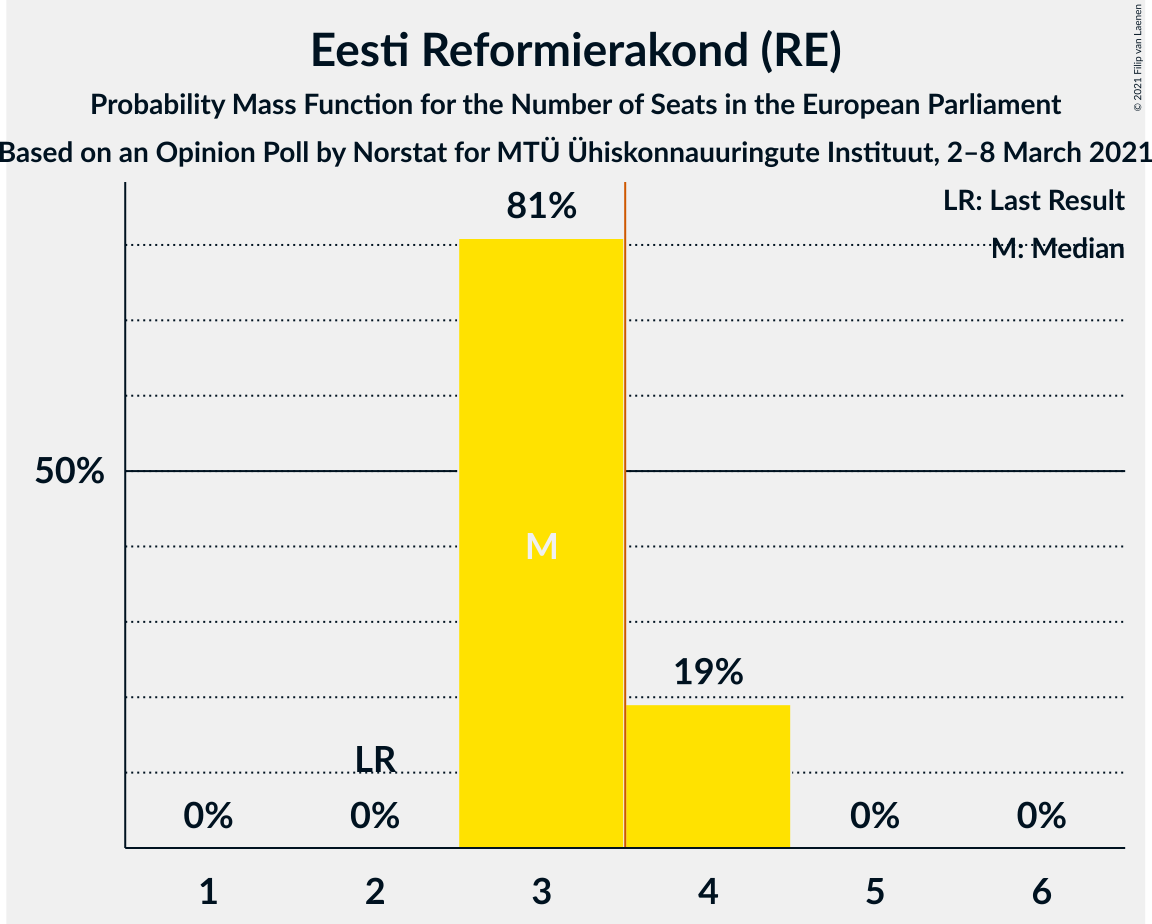 Eesti Reformierakond (RE)
Probability Mass Function for the Number of Seats in the European Parliament
Based on an Opinion Poll by Norstat for MTÜ Ühiskonnauuringute Instituut, 2–8 March 2021
© 2021 Filip van Laenen
LR: Last Result
M: Median
81%
50%
M
19%
LR
0% 0% 0% 0%
1 2 3 4 5 6